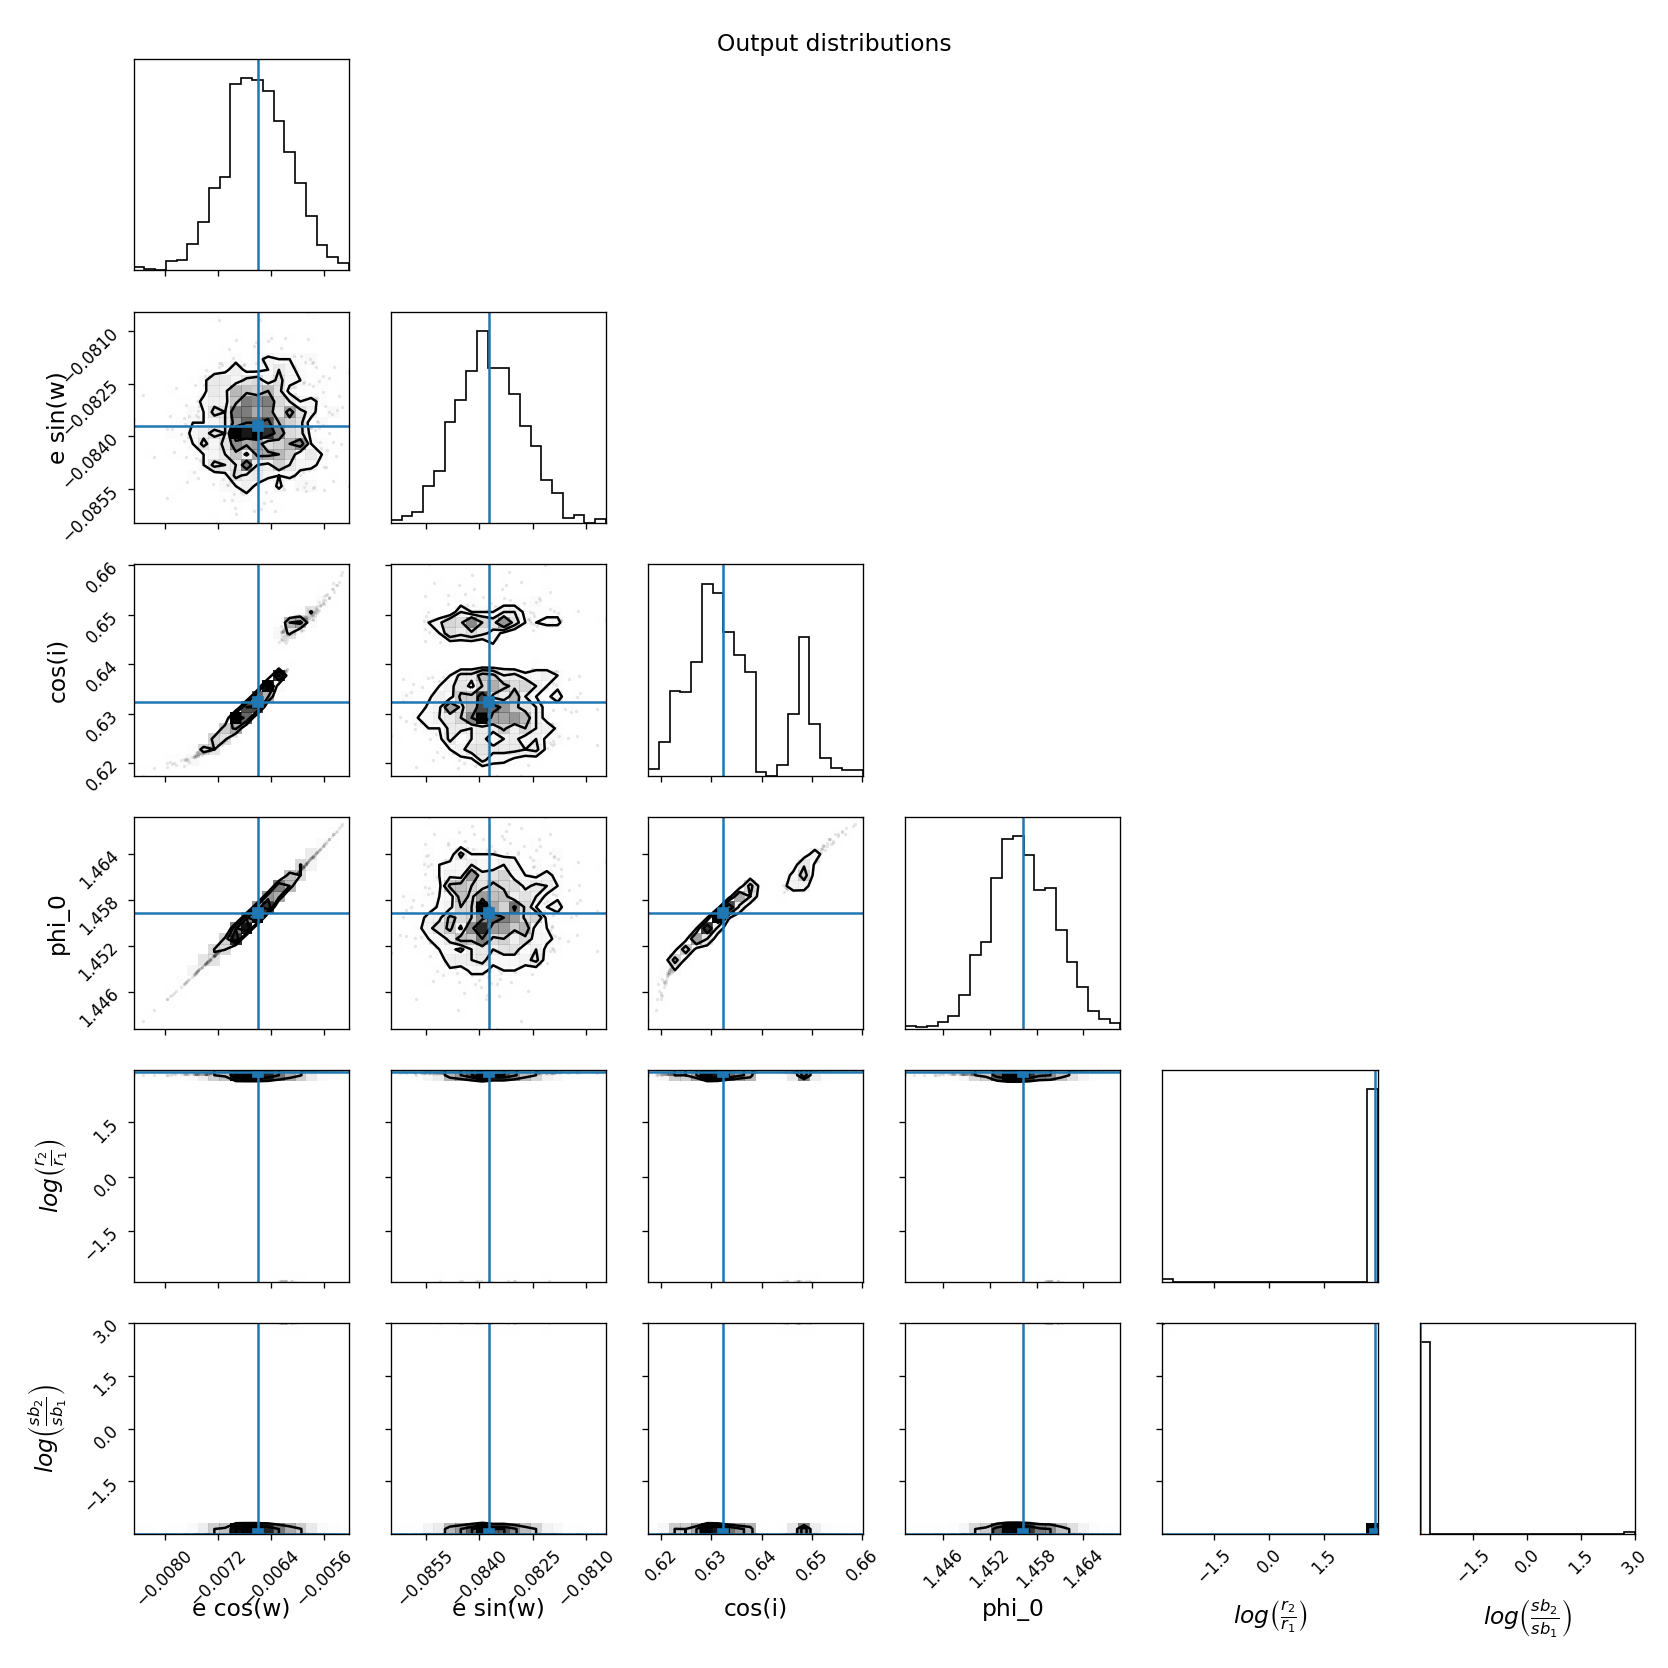 Output distributions
e sin(w)
−0.0810
−0.0825
−0.0840
−0.0855
cos(i)
0.66
0.65
0.64
0.63
0.62
phi_0
1.464
1.458
1.452
1.446
log(r₂/r₁)
1.5
0.0
−1.5
log(sb₂/sb₁)
3.0
1.5
0.0
−1.5
−0.0080 −0.0072 −0.0064 −0.0056
−0.0855 −0.0840 −0.0825 −0.0810
0.62 0.63 0.64 0.65 0.66
1.446 1.452 1.458 1.464
−1.5 0.0 1.5
−1.5 0.0 1.5 3.0
e cos(w)
e sin(w)
cos(i)
phi_0
log(r₂/r₁)
log(sb₂/sb₁)